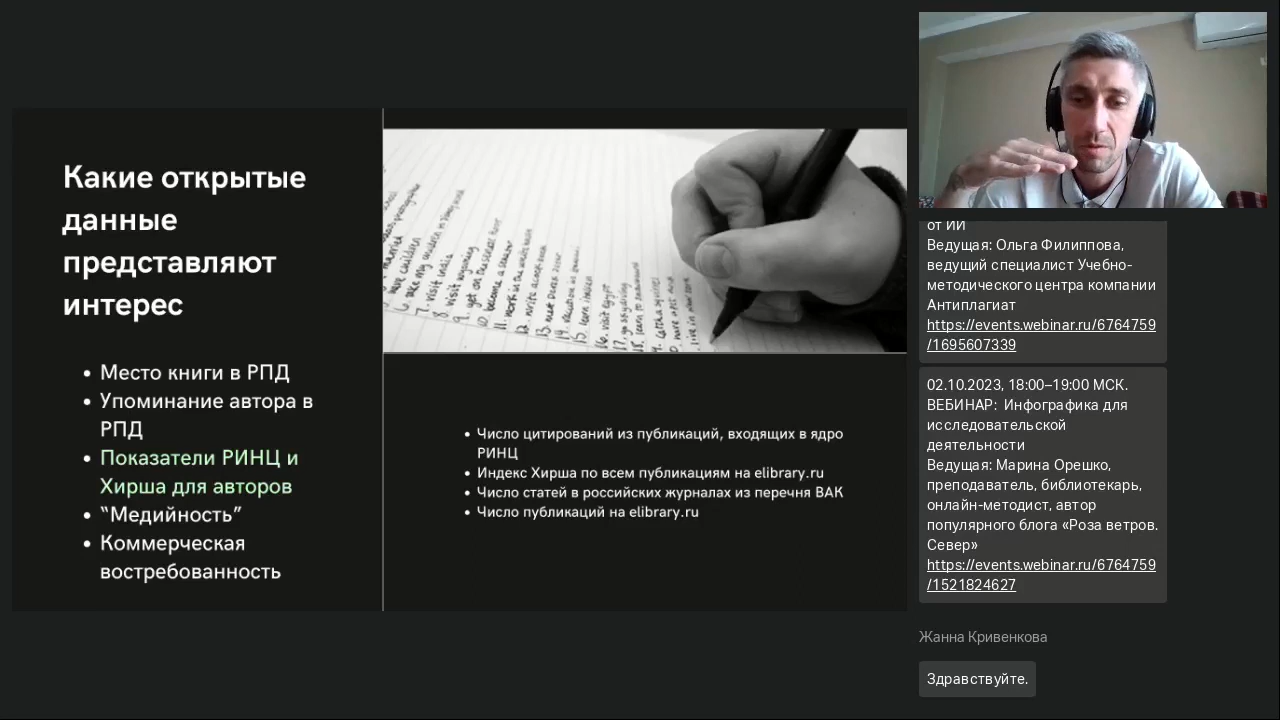 Какие открытые
данные
представляют
интерес
• Место книги в РПД
• Упоминание автора в
РПД
• Показатели РИНЦ и
Хирша для авторов
• “Медийность”
• Коммерческая
востребованность
7. visit india
• Число цитирований из публикаций, входящих в ядро
РИНЦ
• Индекс Хирша по всем публикациям на elibrary.ru
• Число статей в российских журналах из перечня ВАК
• Число публикаций на elibrary.ru
от ИИ
Ведущая: Ольга Филиппова,
ведущий специалист Учебно-
методического центра компании
Антиплагиат
https://events.webinar.ru/6764759
/1695607339
02.10.2023, 18:00–19:00 МСК.
ВЕБИНАР: Инфографика для
исследовательской
деятельности
Ведущая: Марина Орешко,
преподаватель, библиотекарь,
онлайн-методист, автор
популярного блога «Роза ветров.
Север»
https://events.webinar.ru/6764759
/1521824627
Жанна Кривенкова
Здравствуйте.